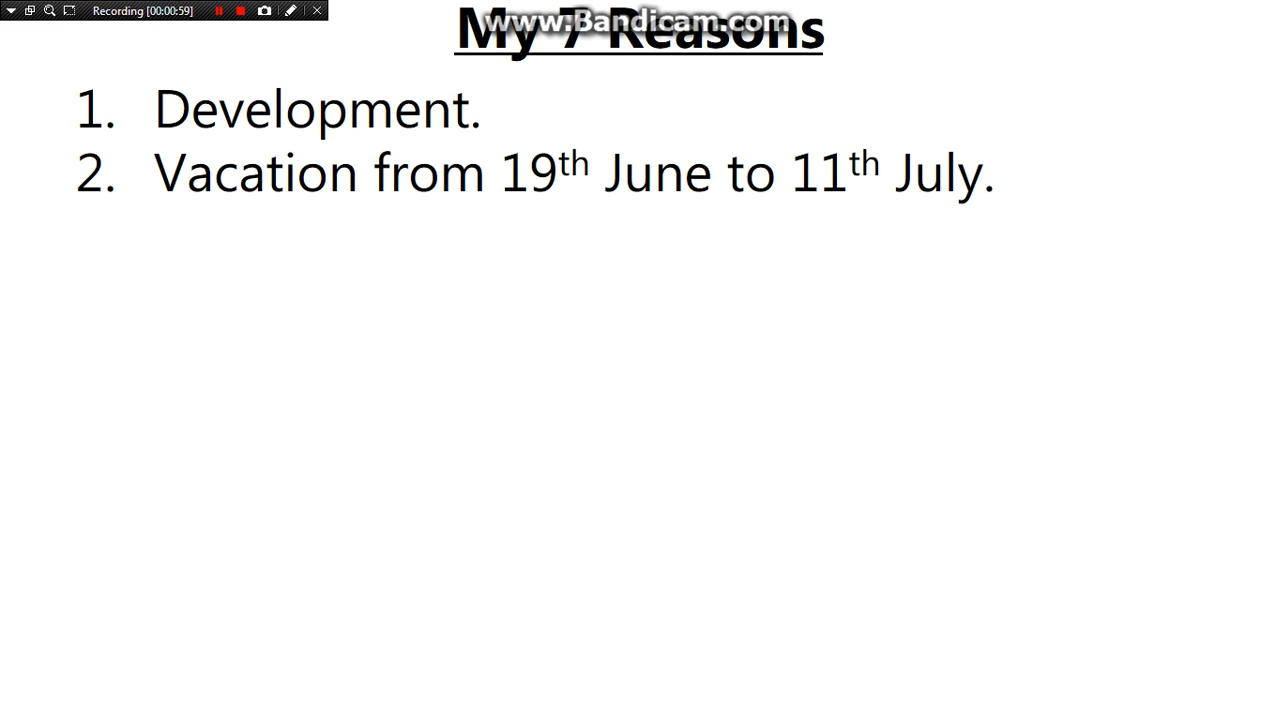 Recording [00:00:59]
www.Bandicam.com
My 7 Reasons
1. Development.
2. Vacation from 19th June to 11th July.